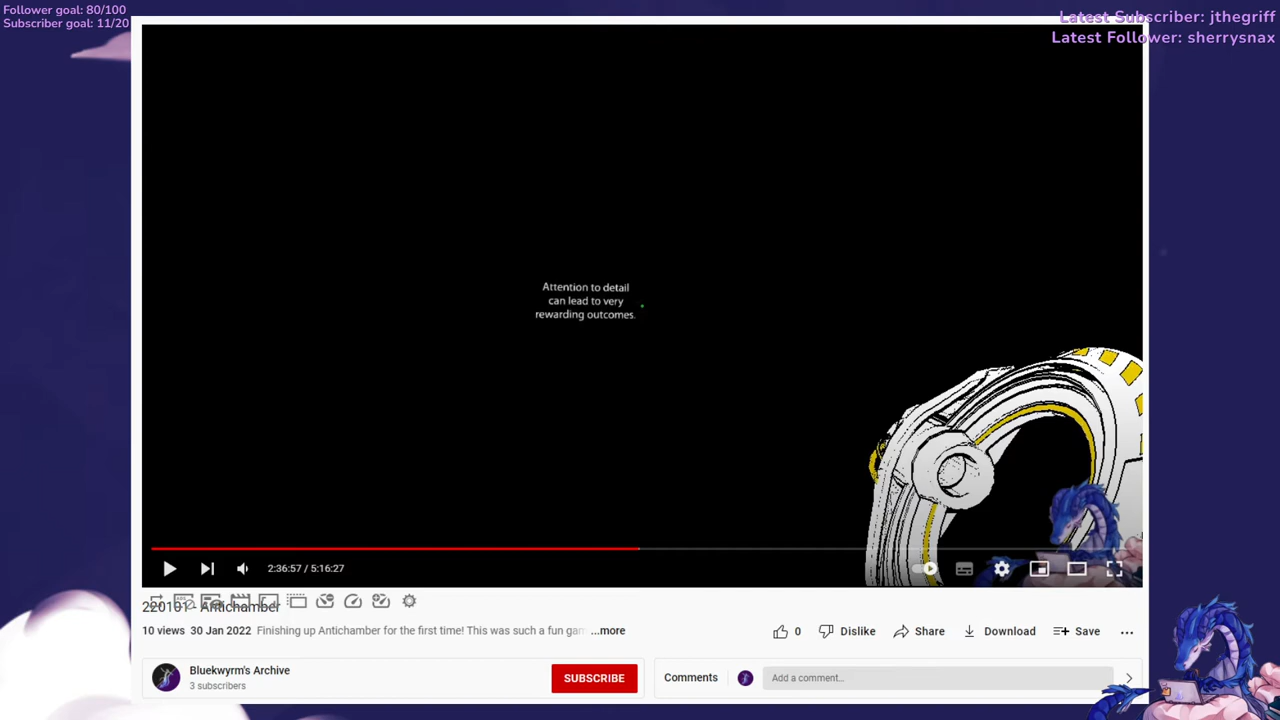 Follower goal: 80/100
Subscriber goal: 11/20
Latest Subscriber: jthegriff
Latest Follower: sherrysnax
Attention to detail
can lead to very
rewarding outcomes.
2:36:57 / 5:16:27
220101 - Antichamber
10 views 30 Jan 2022 Finishing up Antichamber for the first time! This was such a fun gam ...more
0 Dislike Share Download Save
Bluekwyrm's Archive
3 subscribers
SUBSCRIBE
Comments
Add a comment...